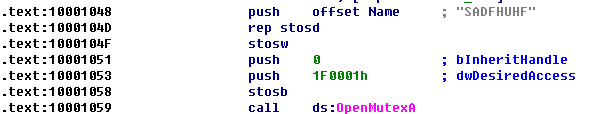 .text:10001048 push offset Name ; "SADFHUHF"
.text:1000104D rep stosd
.text:1000104F stosw
.text:10001051 push 0 ; bInheritHandle
.text:10001053 push 1F0001h ; dwDesiredAccess
.text:10001058 stosb
.text:10001059 call ds:OpenMutexA